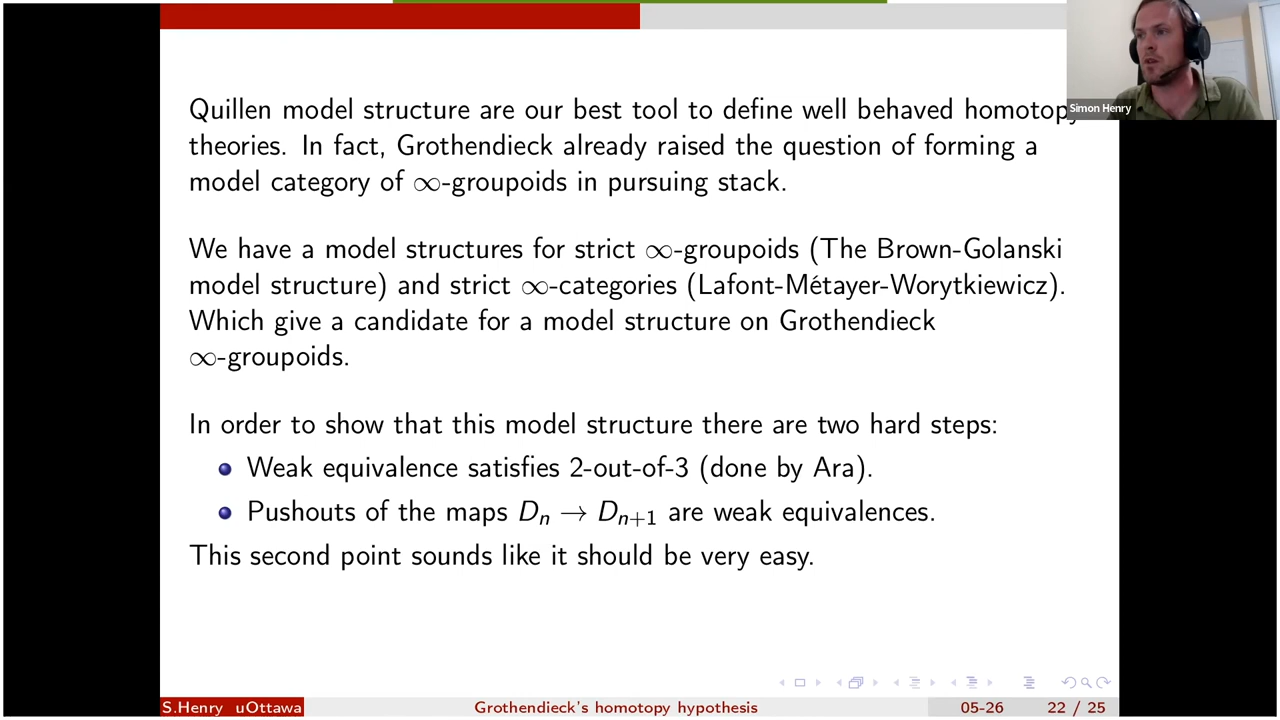 Quillen model structure are our best tool to define well behaved homotopy
theories. In fact, Grothendieck already raised the question of forming a
model category of ∞-groupoids in pursuing stack.
We have a model structures for strict ∞-groupoids (The Brown-Golanski
model structure) and strict ∞-categories (Lafont-Métayer-Worytkiewicz).
Which give a candidate for a model structure on Grothendieck
∞-groupoids.
In order to show that this model structure there are two hard steps:
Weak equivalence satisfies 2-out-of-3 (done by Ara).
Pushouts of the maps Dₙ → Dₙ₊₁ are weak equivalences.
This second point sounds like it should be very easy.
Simon Henry
S.Henry uOttawa
Grothendieck's homotopy hypothesis
05-26
22 / 25